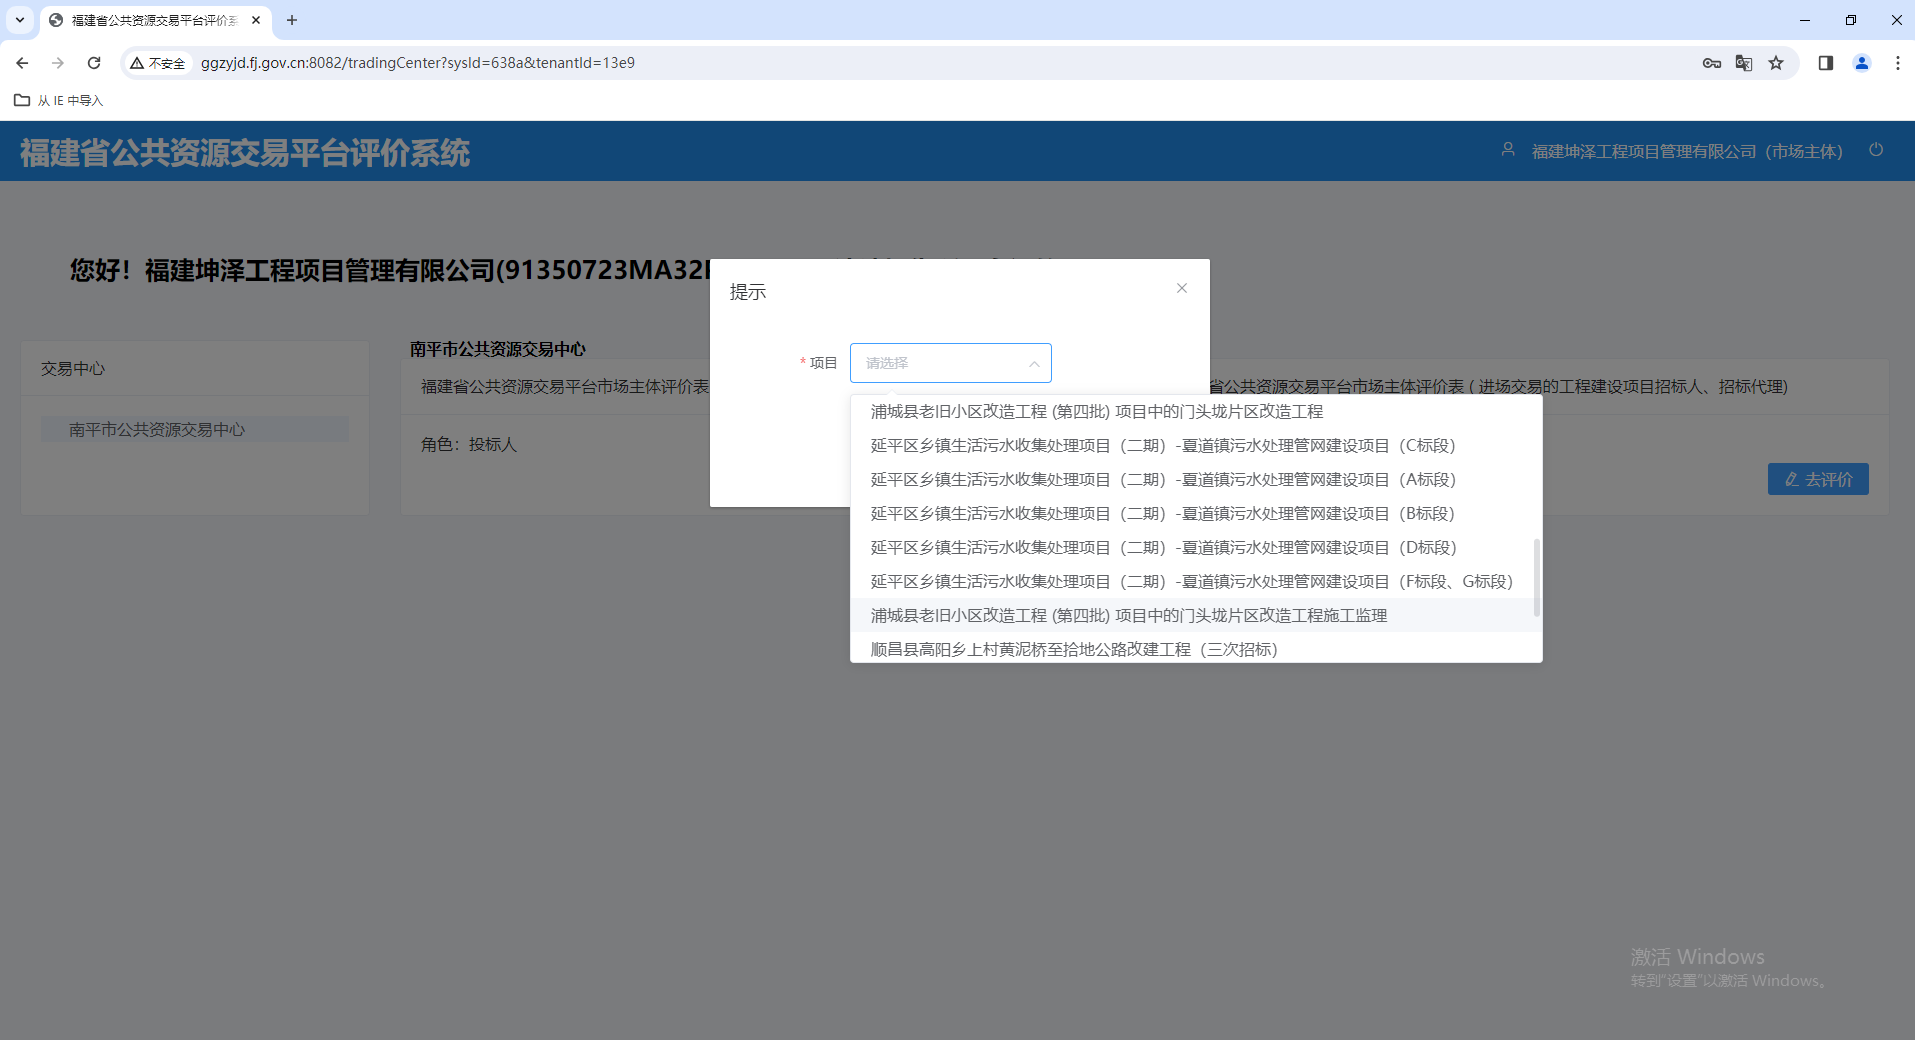 福建省公共资源交易平台评价系
不安全 ggzyjd.fj.gov.cn:8082/tradingCenter?sysId=638a&tenantId=13e9
从 IE 中导入
福建省公共资源交易平台评价系统
福建坤泽工程项目管理有限公司（市场主体）
您好！福建坤泽工程项目管理有限公司(91350723MA32
提示
* 项目 请选择
交易中心
南平市公共资源交易中心
南平市公共资源交易中心
福建省公共资源交易平台市场主体评价表
省公共资源交易平台市场主体评价表 ( 进场交易的工程建设项目招标人、招标代理)
角色：投标人
去评价
浦城县老旧小区改造工程 (第四批) 项目中的门头垅片区改造工程
延平区乡镇生活污水收集处理项目（二期）-夏道镇污水处理管网建设项目（C标段）
延平区乡镇生活污水收集处理项目（二期）-夏道镇污水处理管网建设项目（A标段）
延平区乡镇生活污水收集处理项目（二期）-夏道镇污水处理管网建设项目（B标段）
延平区乡镇生活污水收集处理项目（二期）-夏道镇污水处理管网建设项目（D标段）
延平区乡镇生活污水收集处理项目（二期）-夏道镇污水处理管网建设项目（F标段、G标段）
浦城县老旧小区改造工程 (第四批) 项目中的门头垅片区改造工程施工监理
顺昌县高阳乡上村黄泥桥至拾地公路改建工程（三次招标）
激活 Windows
转到"设置"以激活 Windows。